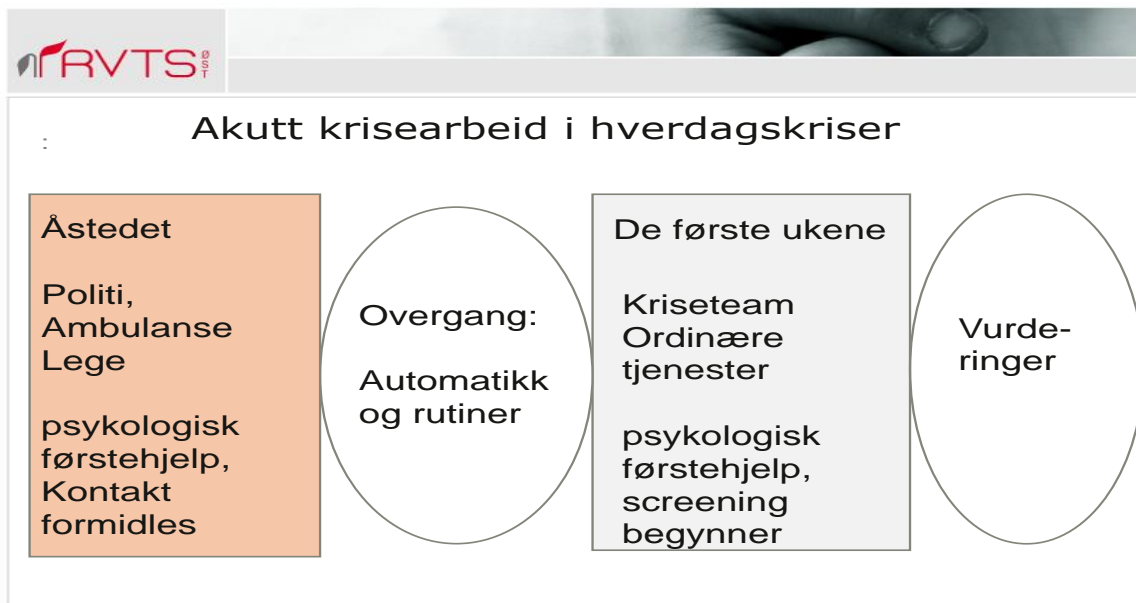 RVTS ØST
:
Akutt krisearbeid i hverdagskriser
Åstedet
Politi,
Ambulanse
Lege
psykologisk
førstehjelp,
Kontakt
formidles
Overgang:
Automatikk
og rutiner
De første ukene
Kriseteam
Ordinære
tjenester
psykologisk
førstehjelp,
screening
begynner
Vurde-
ringer